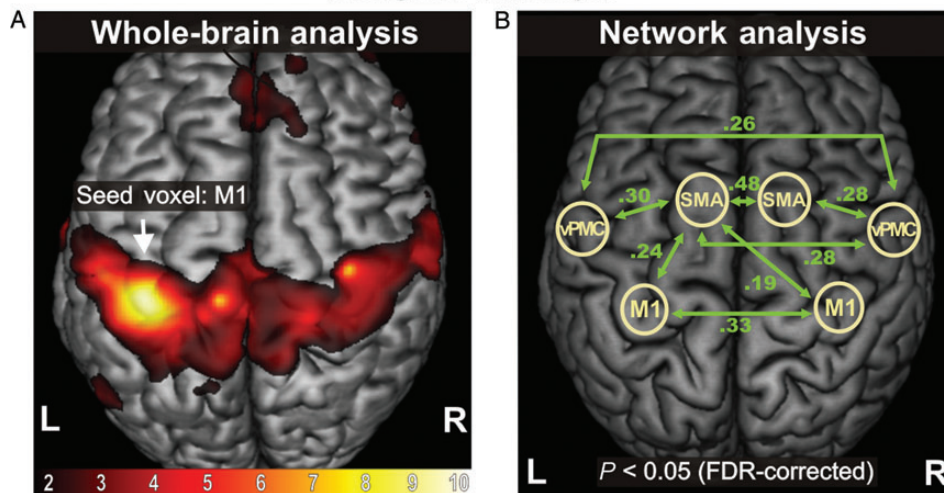 A
Whole-brain analysis
Seed voxel: M1
L
R
2 3 4 5 6 7 8 9 10
B
Network analysis
.26
.30
SMA
.48
SMA
.28
vPMC
vPMC
.24
.28
.19
M1
M1
.33
L
P < 0.05 (FDR-corrected)
R